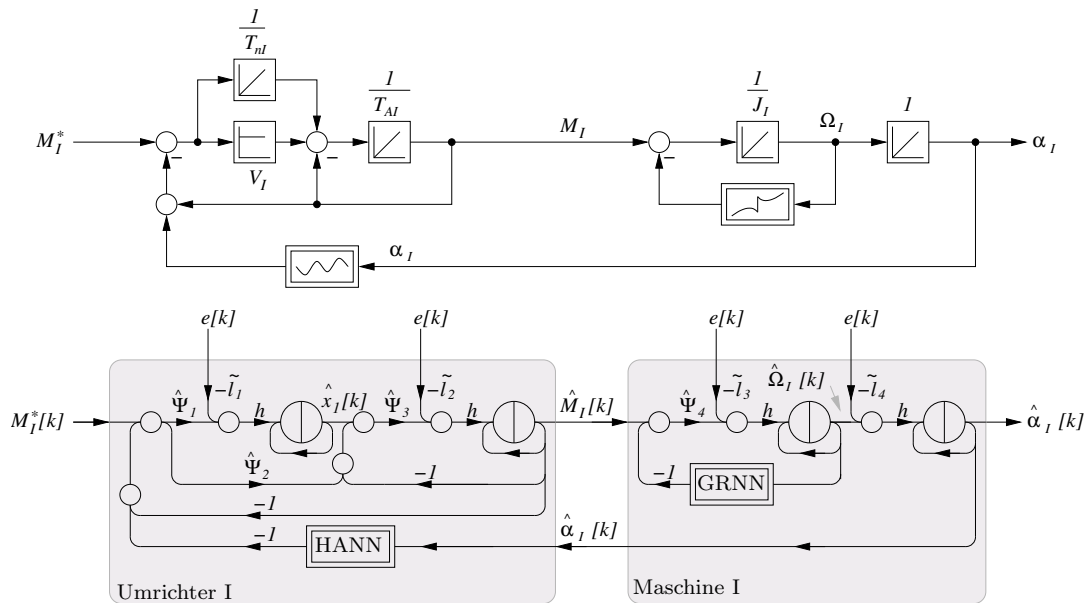 1/T_nI
1/T_AI
1/J_I
1
M_I^*
M_I
Ω_I
α_I
-
-
-
V_I
α_I
e[k] e[k] e[k] e[k]
-l̃_1 -l̃_2 -l̃_3 -l̃_4
M_I^*[k] Ψ̂_1 h x̂_1[k] Ψ̂_3 h M̂_I[k] Ψ̂_4 h Ω̂_I [k] h α̂_I [k]
Ψ̂_2 -1 -1 GRNN
-1
-1 HANN α̂_I [k]
Umrichter I Maschine I